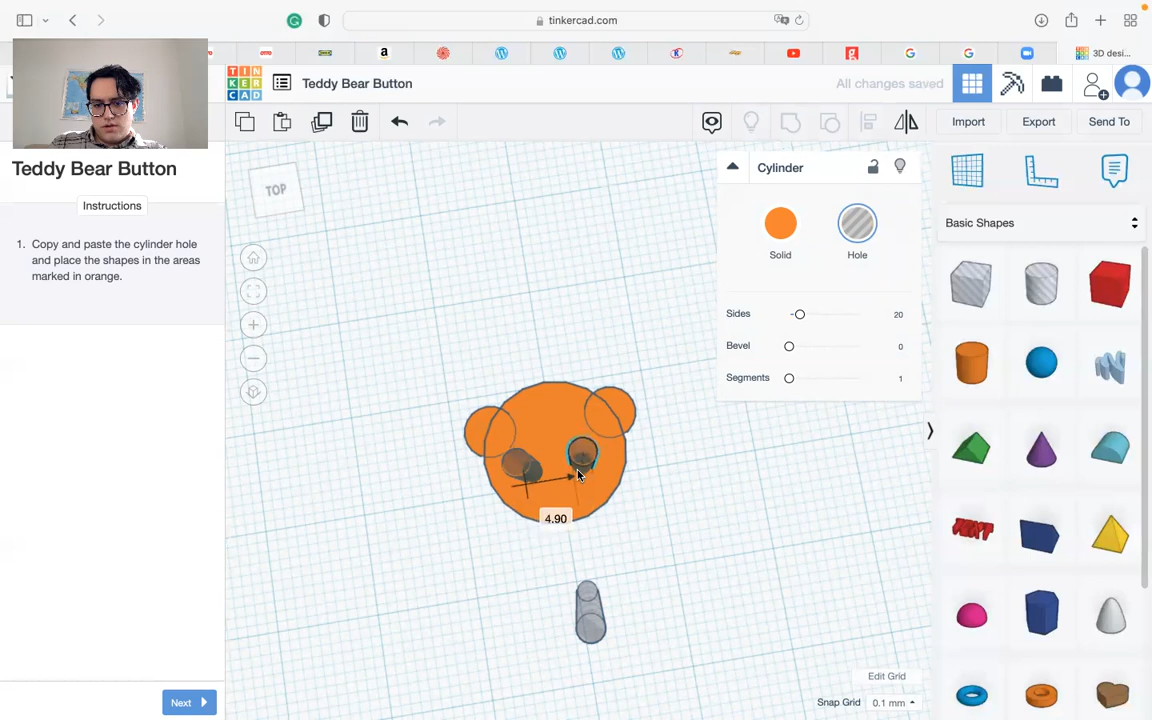 tinkercad.com
a
K
g
G
G
3D desi...
TIN
KER
CAD
Teddy Bear Button
All changes saved
Import
Export
Send To
Teddy Bear Button
Instructions
1. Copy and paste the cylinder hole
and place the shapes in the areas
marked in orange.
Next
TOP
4.90
Cylinder
Solid
Hole
Sides
20
Bevel
0
Segments
1
Basic Shapes
TEXT
Edit Grid
Snap Grid
0.1 mm